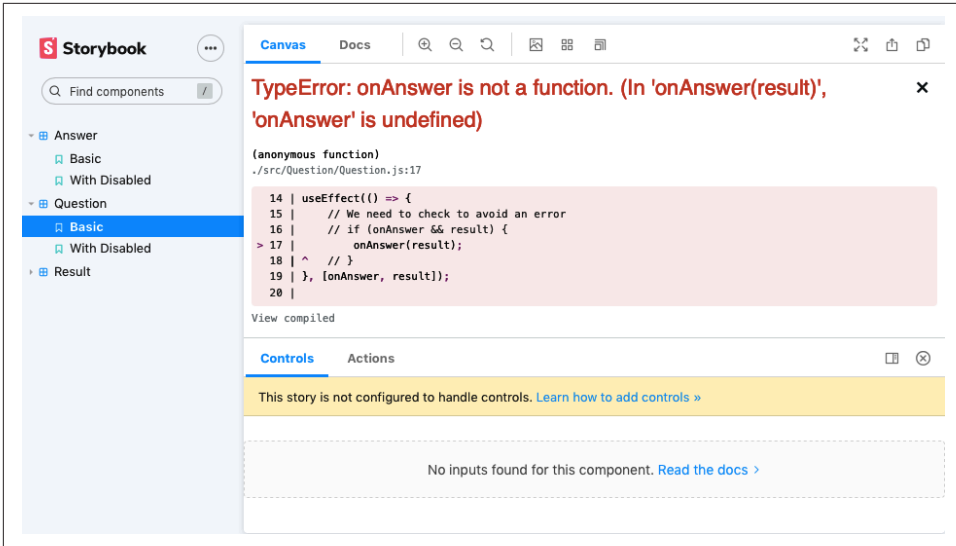 Storybook
Find components /
Answer
Basic
With Disabled
Question
Basic
With Disabled
Result
Canvas Docs
TypeError: onAnswer is not a function. (In 'onAnswer(result)',
'onAnswer' is undefined)
(anonymous function)
./src/Question/Question.js:17
14 | useEffect(() => {
15 |     // We need to check to avoid an error
16 |     // if (onAnswer && result) {
> 17 |         onAnswer(result);
18 | ^   // }
19 | }, [onAnswer, result]);
20 |
View compiled
Controls Actions
This story is not configured to handle controls. Learn how to add controls »
No inputs found for this component. Read the docs >